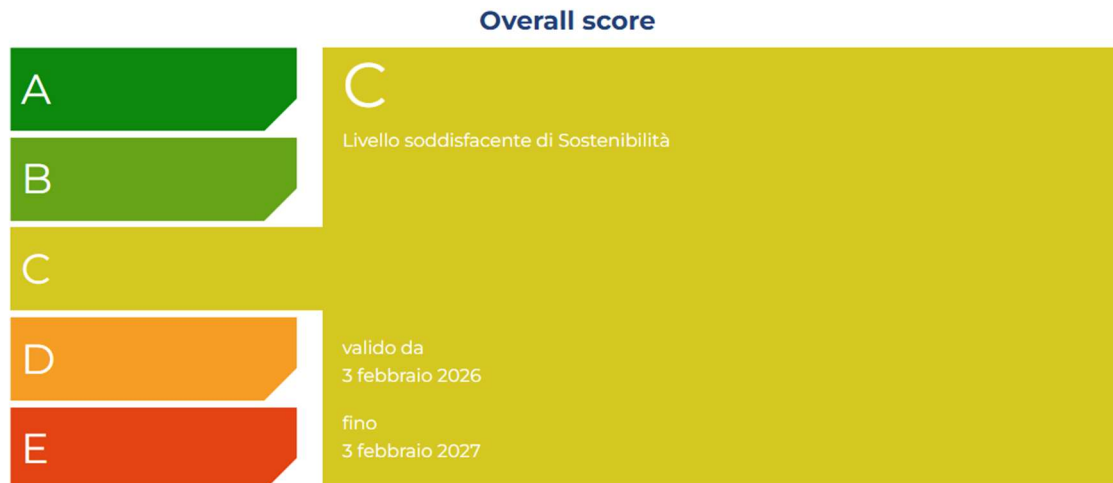 Overall score
A
B
C
D
E
C
Livello soddisfacente di Sostenibilità
valido da
3 febbraio 2026
fino
3 febbraio 2027